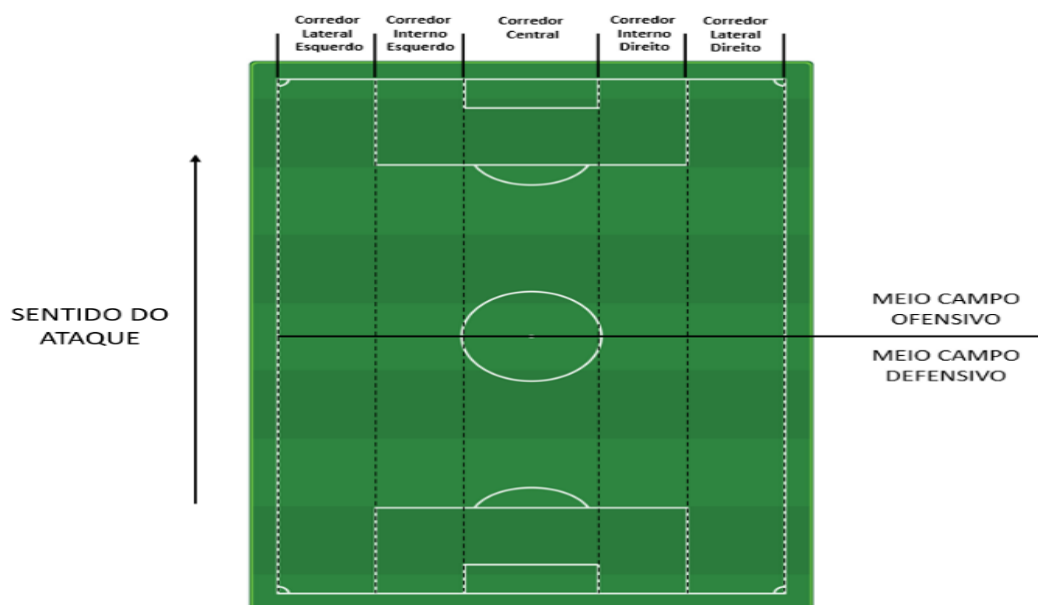 Corredor
Lateral
Esquerdo
Corredor
Interno
Esquerdo
Corredor
Central
Corredor
Interno
Direito
Corredor
Lateral
Direito
SENTIDO DO
ATAQUE
MEIO CAMPO
OFENSIVO
MEIO CAMPO
DEFENSIVO